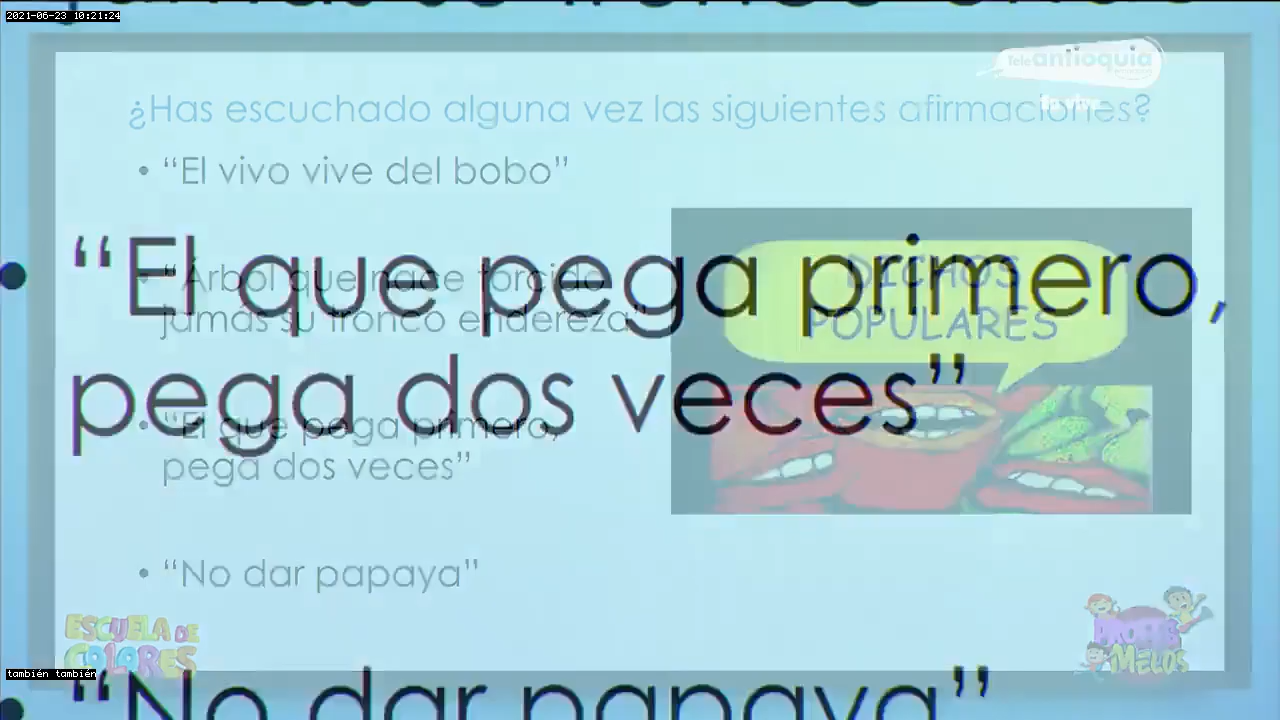 2021-06-23 10:21:24
Teleantioquia
En vivo
¿Has escuchado alguna vez las siguientes afirmaciones?
• “El vivo vive del bobo”
• “Árbol que nace torcido,
jamás su tronco endereza”
• “El que pega primero,
pega dos veces”
• “No dar papaya”
DICHOS
POPULARES
• “El que pega primero,
pega dos veces”
• “No dar papaya”
ESCUELA DE
COLORES
PROFES
MELOS
también también